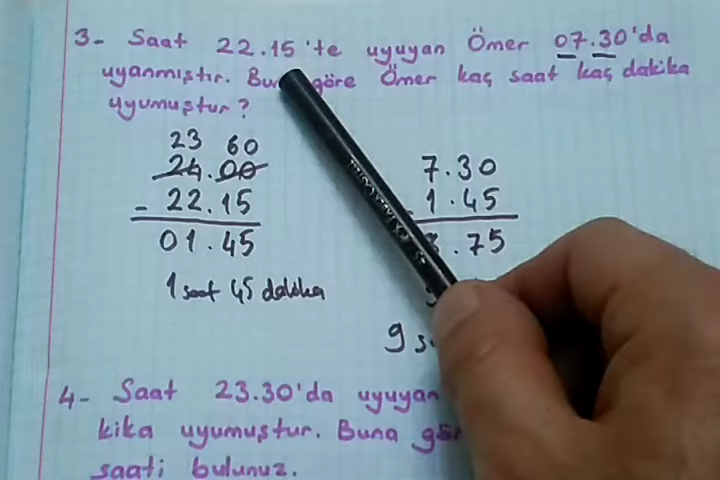 3- Saat 22.15'te uyuyan Ömer 07.30'da
uyanmıştır. göre Ömer kaç saat kaç dakika
uyumuştur?
23 60
24.00
- 22.15
01.45
1 saat 45 dakika
7.30
1.45
.75
9
4- Saat 23.30'da uyuyan
kika uyumuştur. Buna
saati bulunuz.